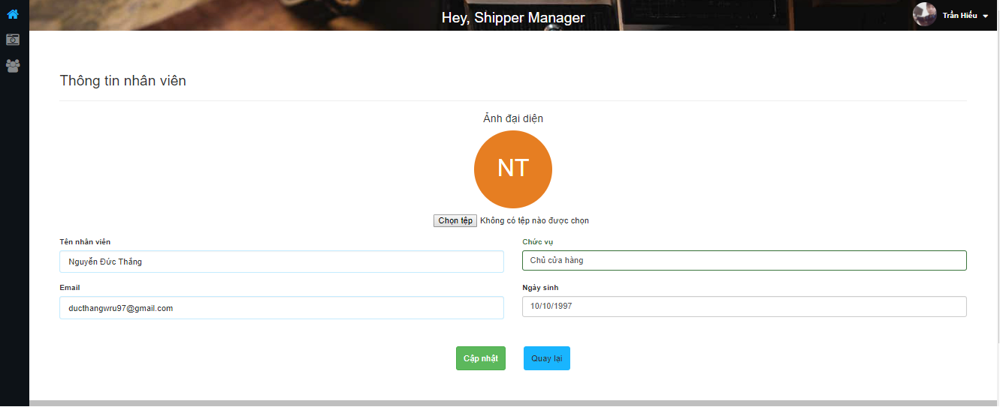 Hey, Shipper Manager
Trần Hiếu
Thông tin nhân viên
Ảnh đại diện
NT
Chọn tệp Không có tệp nào được chọn
Tên nhân viên
Nguyễn Đức Thắng
Chức vụ
Chủ cửa hàng
Email
ducthangwru97@gmail.com
Ngày sinh
10/10/1997
Cập nhật
Quay lại